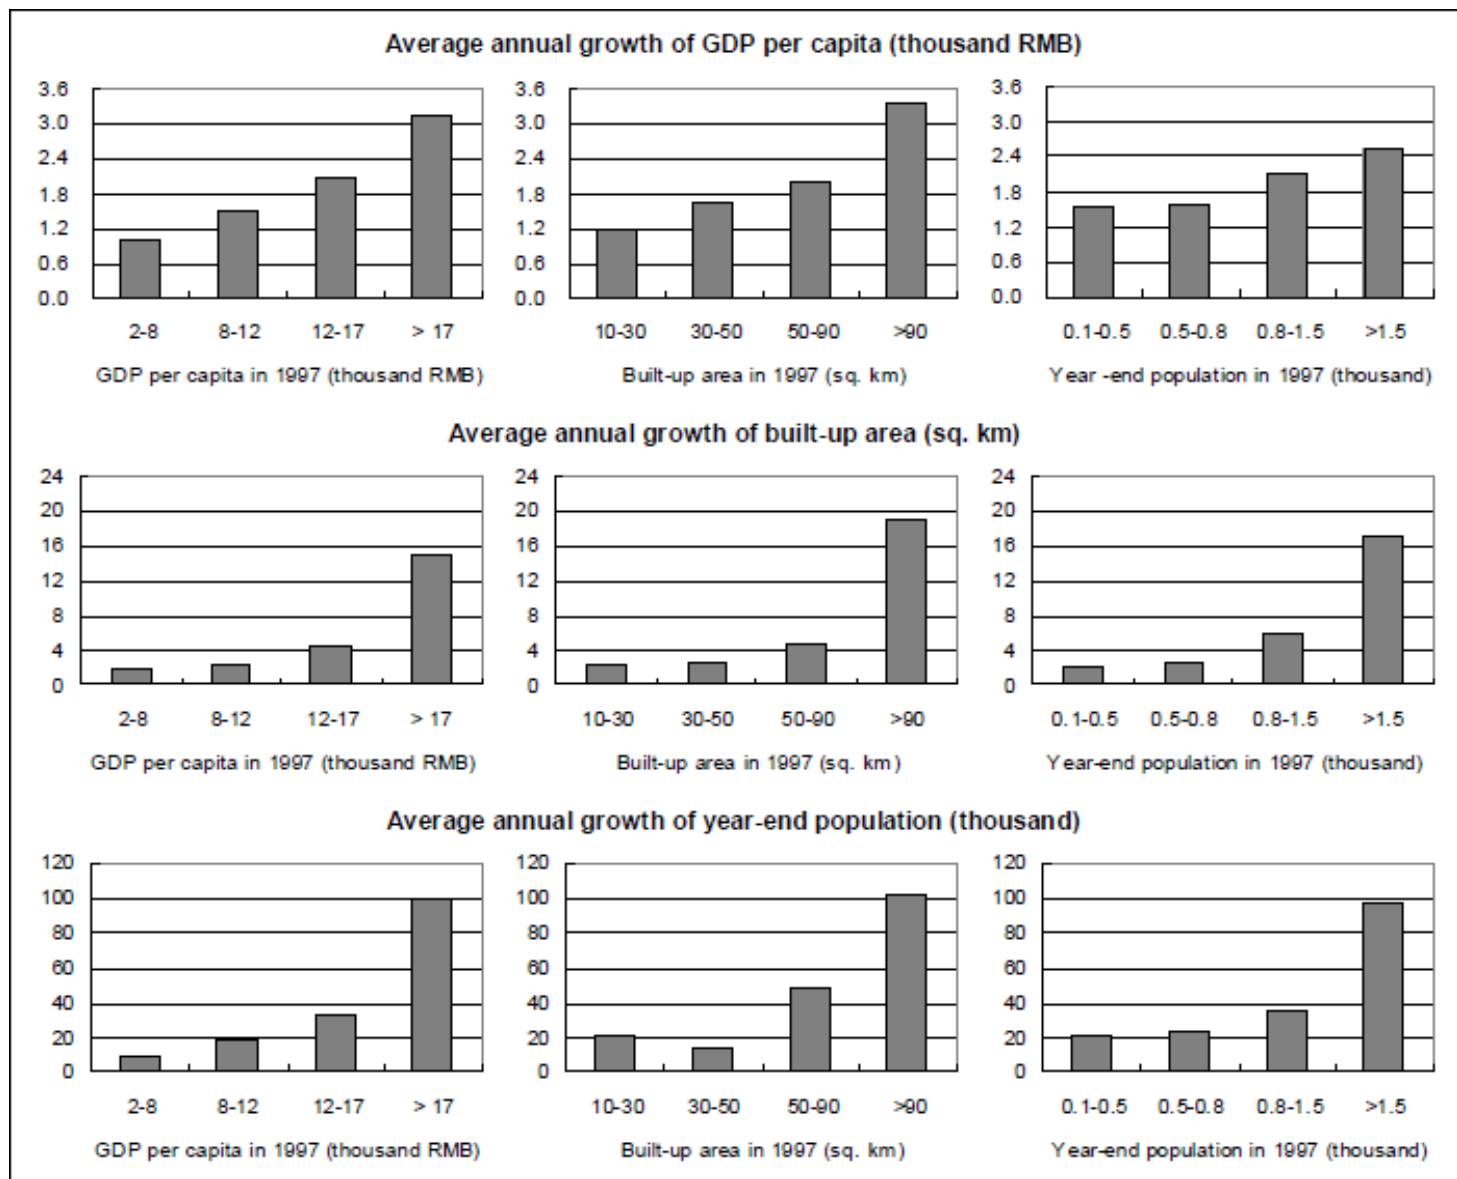 Average annual growth of GDP per capita (thousand RMB)
3.6 3.6 3.6
3.0 3.0 3.0
2.4 2.4 2.4
1.8 1.8 1.8
1.2 1.2 1.2
0.6 0.6 0.6
0.0 0.0 0.0
2-8 8-12 12-17 > 17 10-30 30-50 50-90 >90 0.1-0.5 0.5-0.8 0.8-1.5 >1.5
GDP per capita in 1997 (thousand RMB) Built-up area in 1997 (sq. km) Year -end population in 1997 (thousand)
Average annual growth of built-up area (sq. km)
24 24 24
20 20 20
16 16 16
12 12 12
8 8 8
4 4 4
0 0 0
2-8 8-12 12-17 > 17 10-30 30-50 50-90 >90 0.1-0.5 0.5-0.8 0.8-1.5 >1.5
GDP per capita in 1997 (thousand RMB) Built-up area in 1997 (sq. km) Year-end population in 1997 (thousand)
Average annual growth of year-end population (thousand)
120 120 120
100 100 100
80 80 80
60 60 60
40 40 40
20 20 20
0 0 0
2-8 8-12 12-17 > 17 10-30 30-50 50-90 >90 0.1-0.5 0.5-0.8 0.8-1.5 >1.5
GDP per capita in 1997 (thousand RMB) Built-up area in 1997 (sq. km) Year-end population in 1997 (thousand)